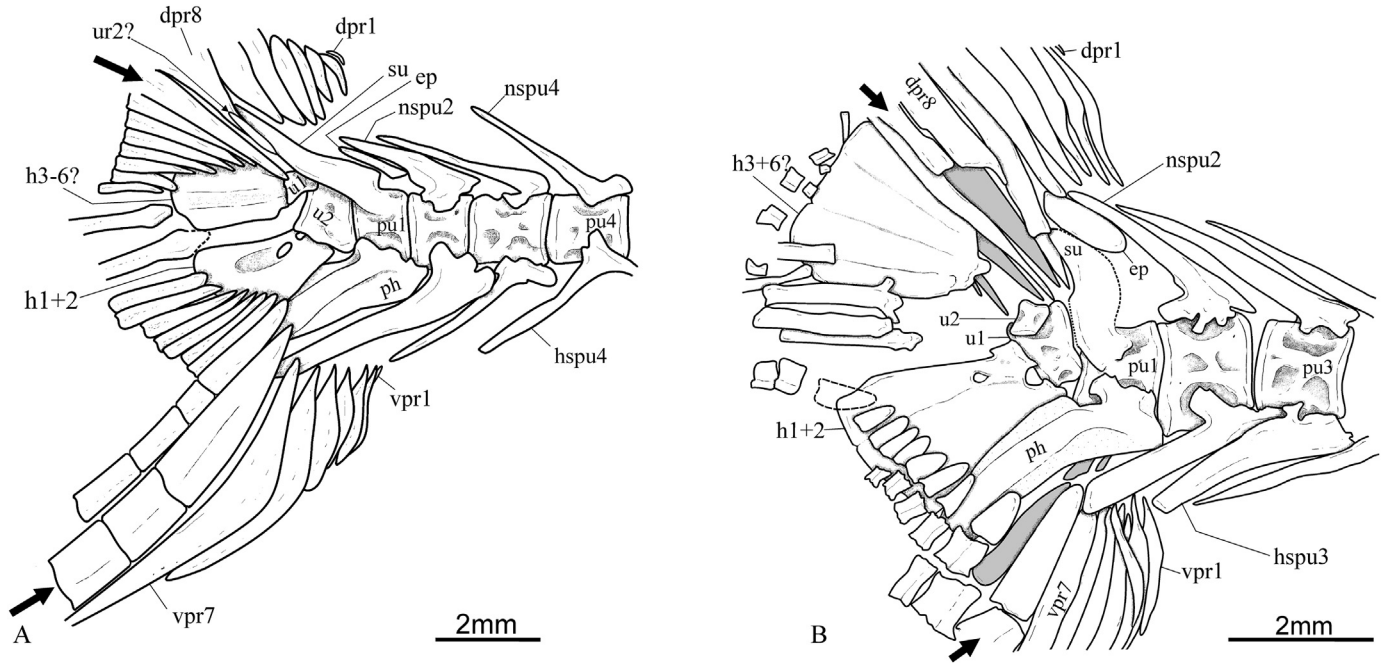 dpr8
dpr1
ur2?
su
ep
nspu2
nspu4
h3-6?
u2
pu1
pu4
h1+2
ph
hspu4
vpr1
vpr7
A
2mm
dpr1
dpr8
h3+6?
nspu2
su
ep
u2
u1
pu1
pu3
h1+2
ph
hspu3
vpr1
vpr7
B
2mm